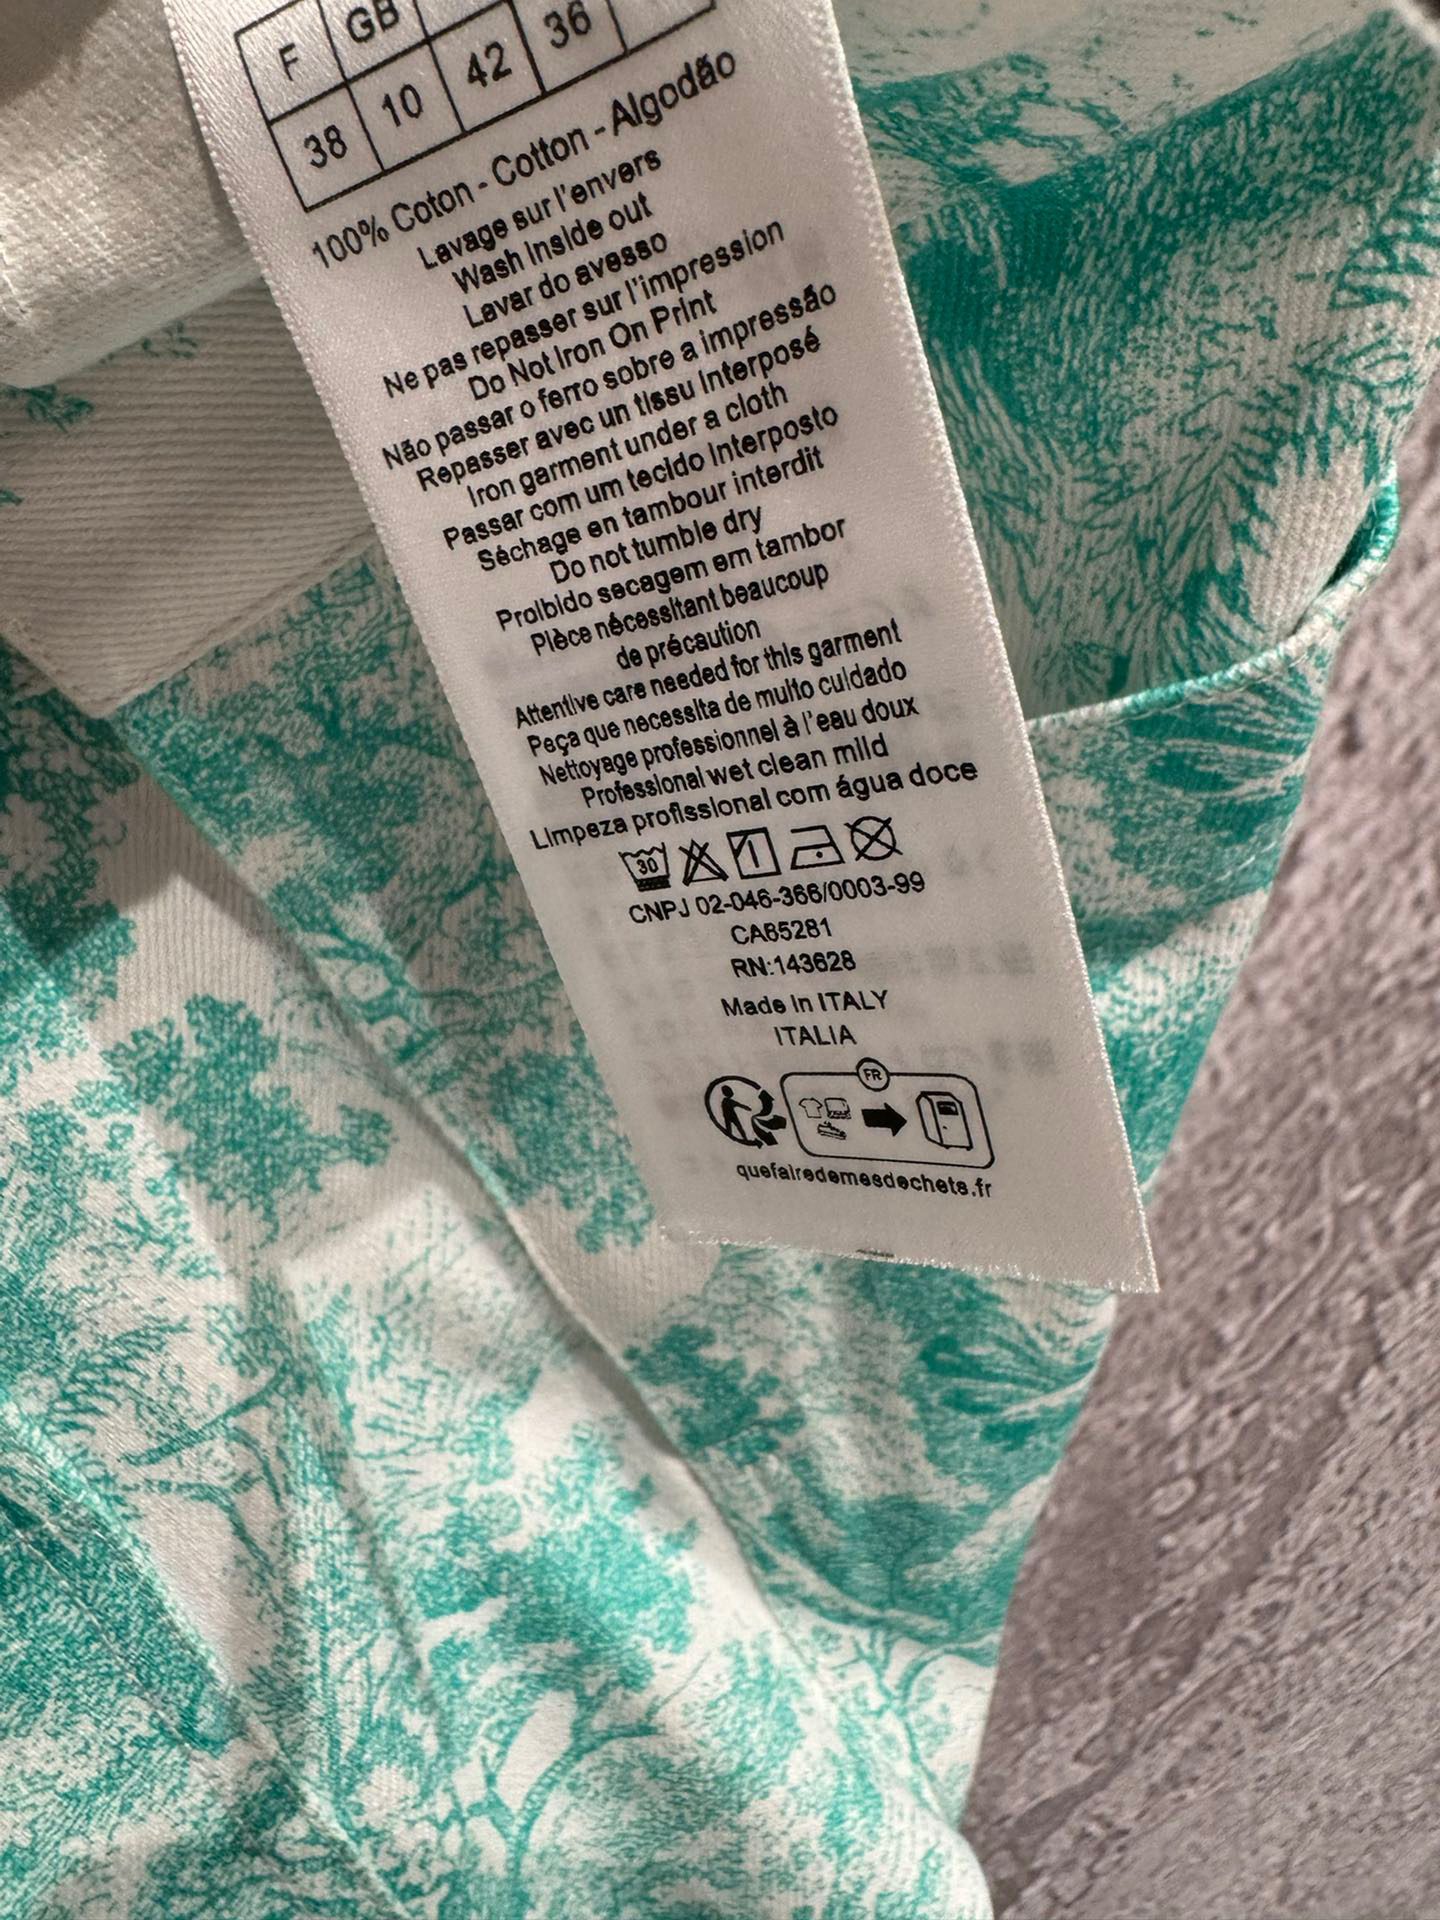 F GB
38 10 42 36
100% Coton - Cotton - Algodão
Lavage sur l'envers
Wash Inside out
Lavar do avesso
Ne pas repasser sur l'impression
Do Not Iron On Print
Não passar o ferro sobre a impressão
Repasser avec un tissu Interposé
Iron garment under a cloth
Passar com um tecido Interposto
Séchage en tambour interdit
Do not tumble dry
Proibido secagem em tambor
Pièce nécessitant beaucoup
de précaution
Attentive care needed for this garment
Peça que necessita de muito cuidado
Nettoyage professionnel à l'eau doux
Professional wet clean mild
Limpeza profissional com água doce
30
CNPJ 02-046-366/0003-99
CA65281
RN:143628
Made in ITALY
ITALIA
FR
quefairedemesdechets.fr